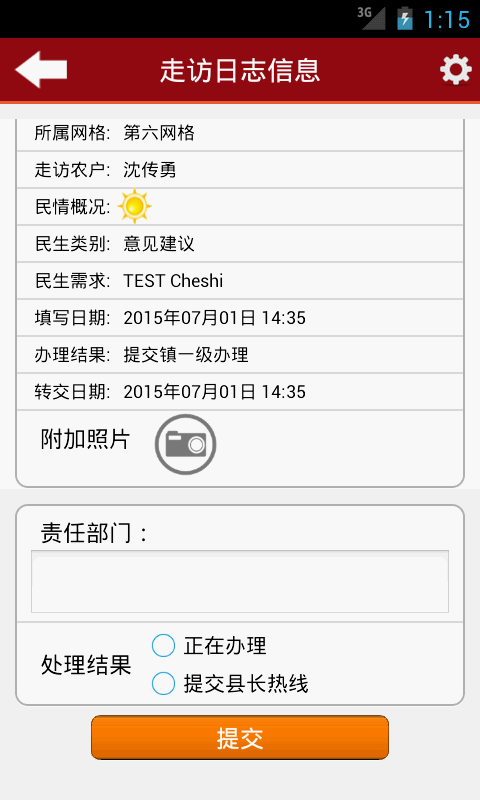 3G 1:15
走访日志信息
所属网格: 第六网格
走访农户: 沈传勇
民情概况:
民生类别: 意见建议
民生需求: TEST Cheshi
填写日期: 2015年07月01日 14:35
办理结果: 提交镇一级办理
转交日期: 2015年07月01日 14:35
附加照片
责任部门：
处理结果
正在办理
提交县长热线
提交